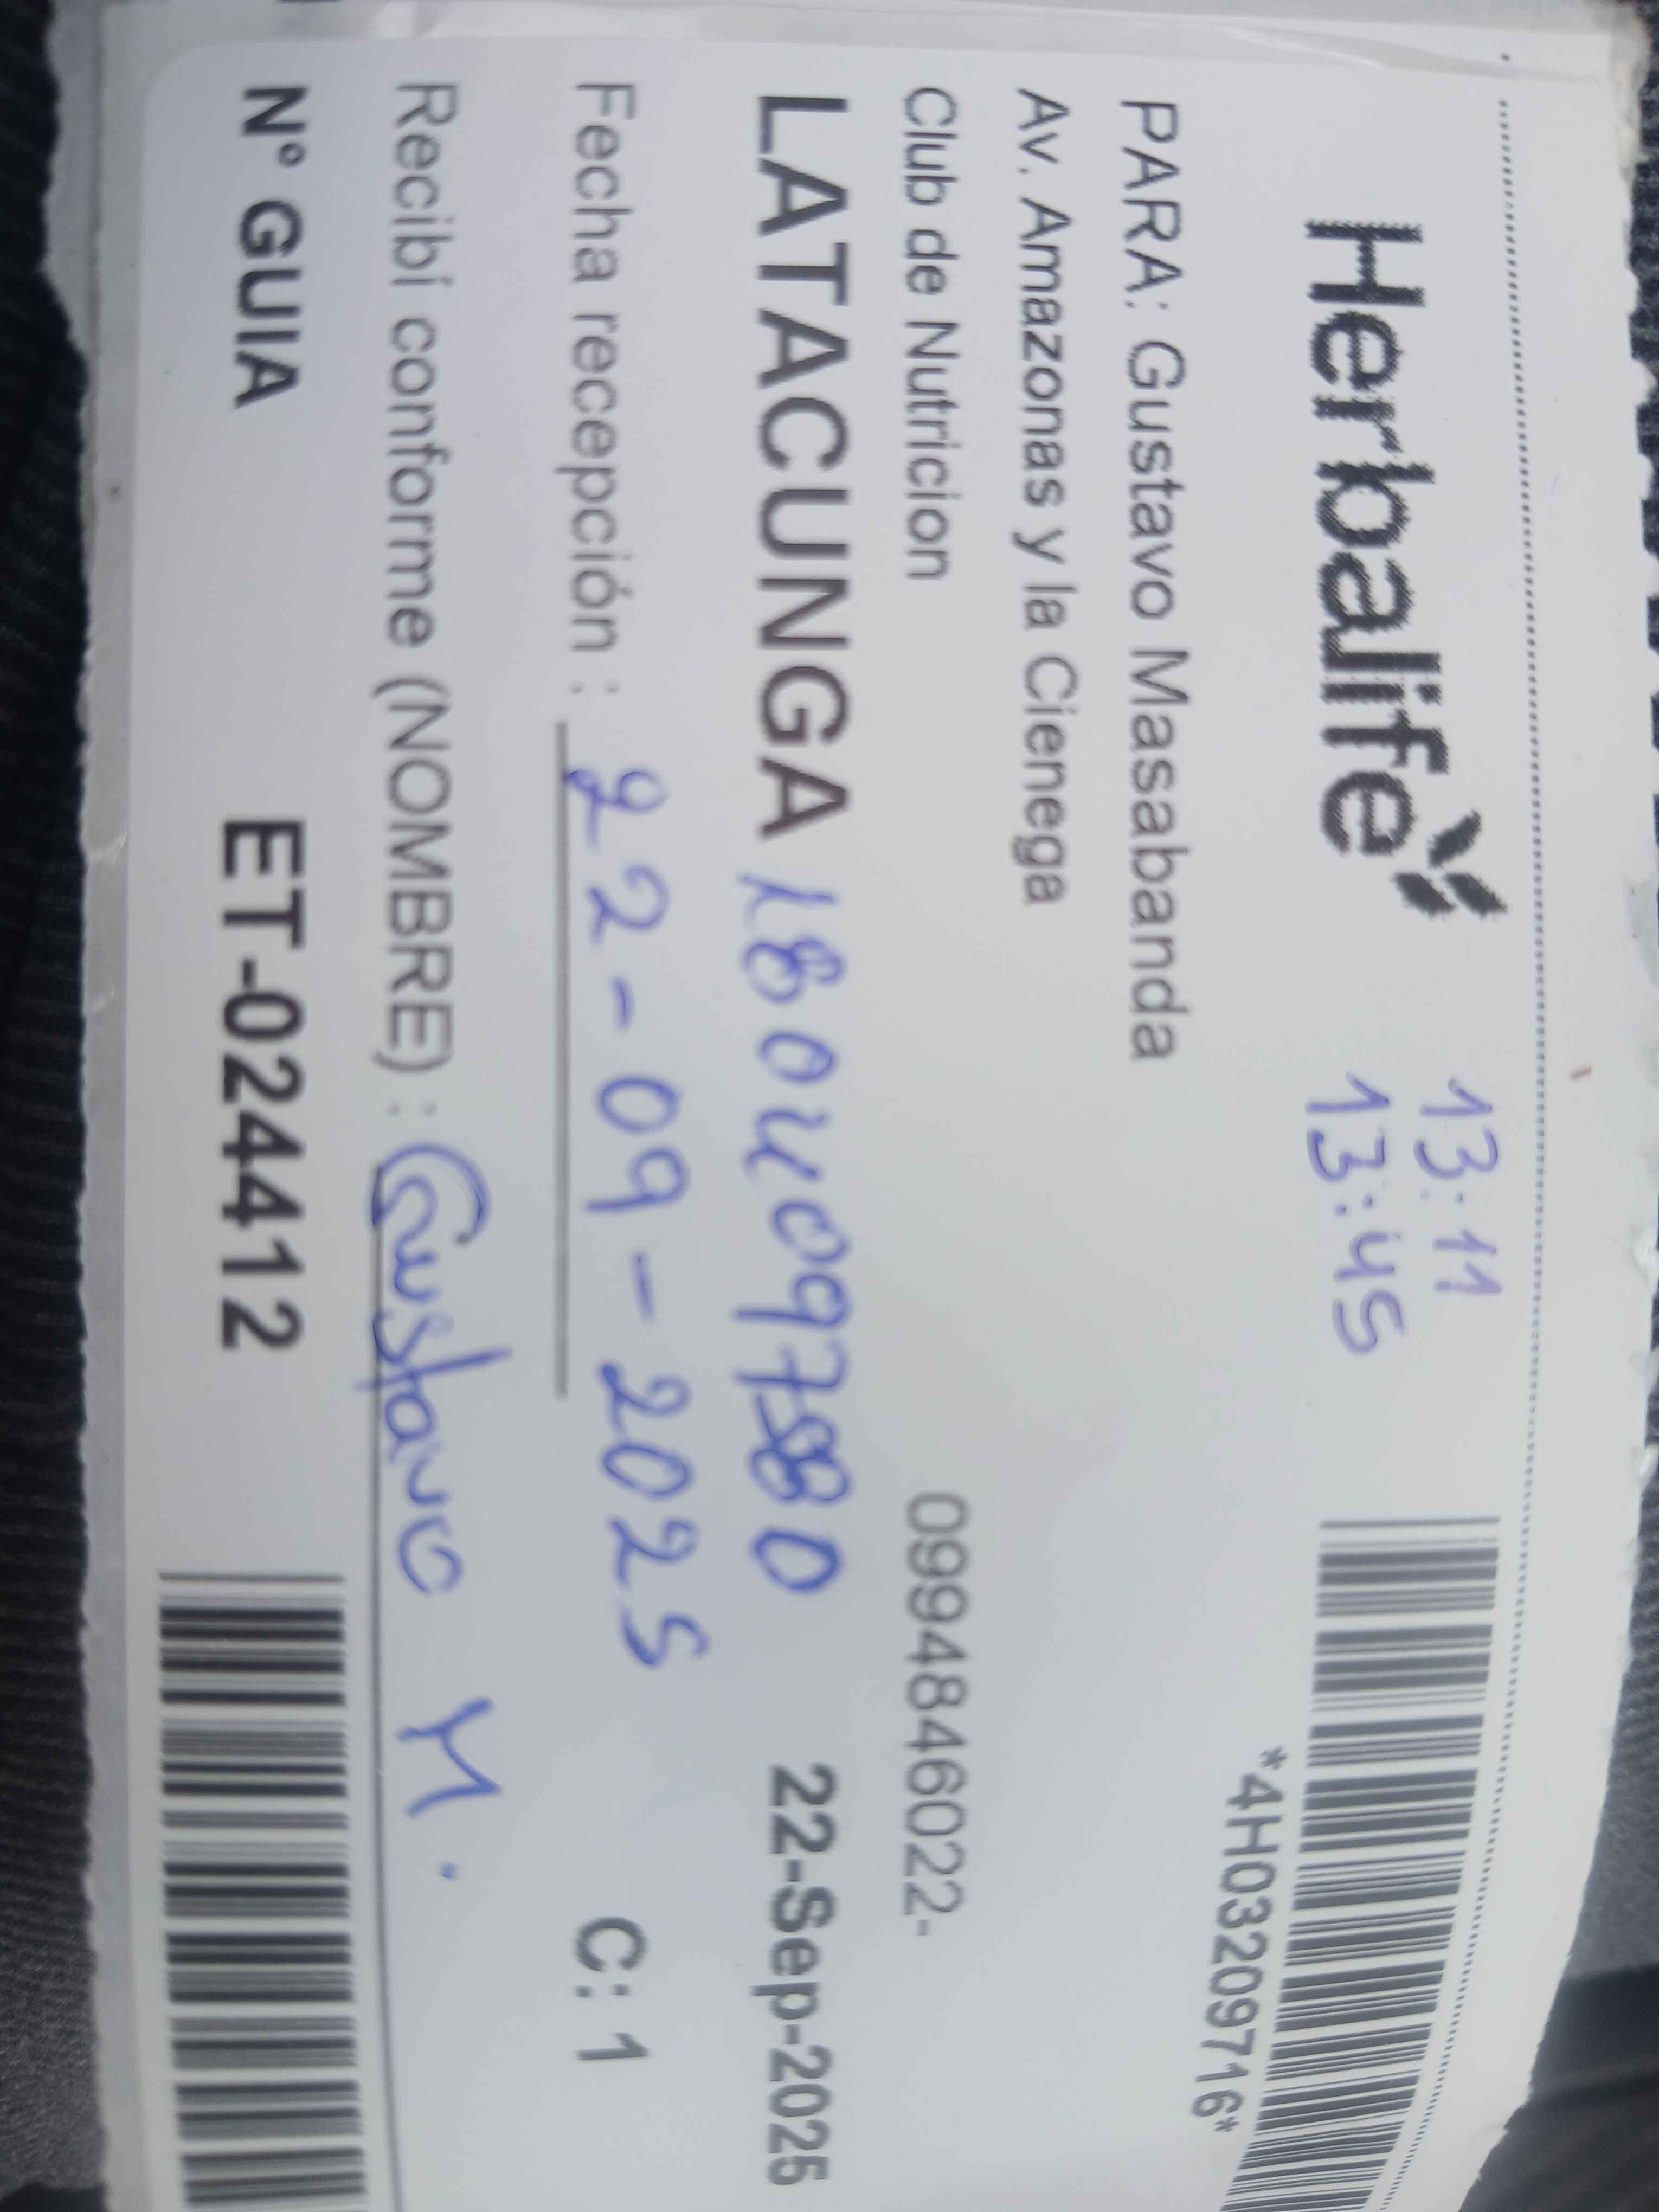 Herbalife
13:11
13:45
*4H03209716*
PARA: Gustavo Masabanda
Av. Amazonas y la Cienega
Club de Nutricion 0994846022-
LATACUNGA 22-Sep-2025
Fecha recepción : 22-09-2025 C: 1
Recibi conforme (NOMBRE) : Gustavo M.
N° GUIA ET-024412